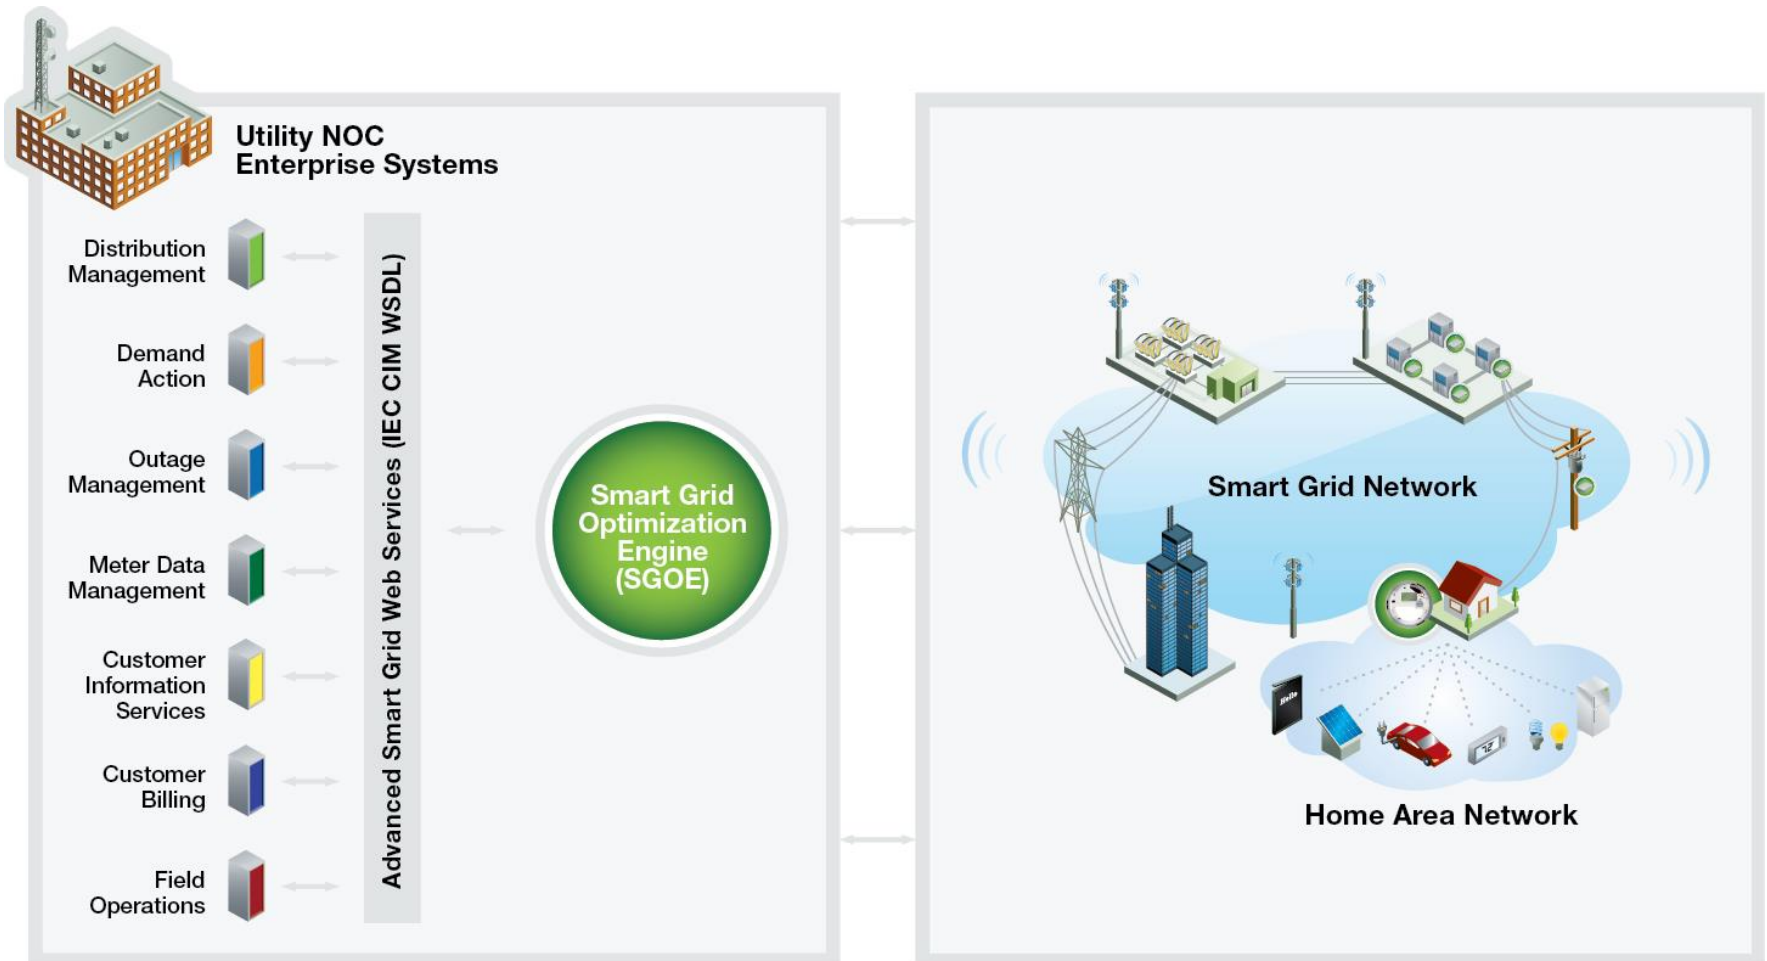 Utility NOC
Enterprise Systems
Distribution
Management
Demand
Action
Outage
Management
Meter Data
Management
Customer
Information
Services
Customer
Billing
Field
Operations
Advanced Smart Grid Web Services (IEC CIM WSDL)
Smart Grid
Optimization
Engine
(SGOE)
Smart Grid Network
Hello
72
Home Area Network